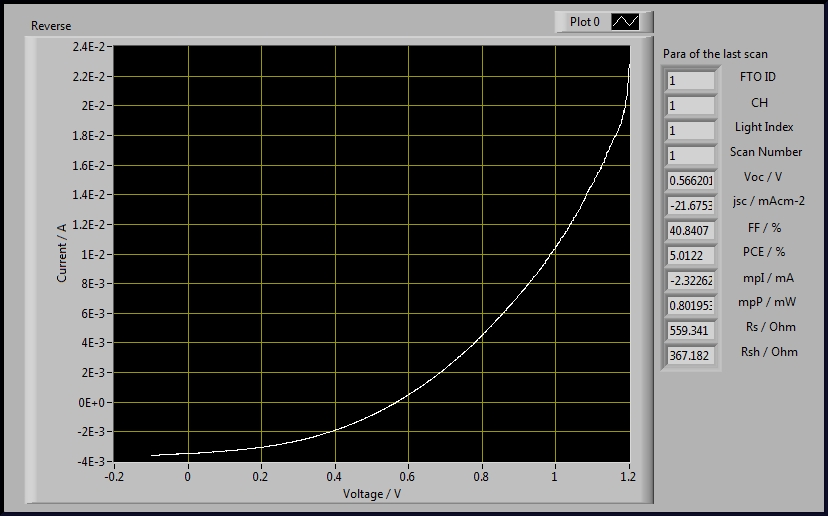 Reverse
Plot 0
2.4E-2
2.2E-2
2E-2
1.8E-2
1.6E-2
1.4E-2
1.2E-2
1E-2
8E-3
6E-3
4E-3
2E-3
0E+0
-2E-3
-4E-3
Current / A
-0.2 0 0.2 0.4 0.6 0.8 1 1.2
Voltage / V
Para of the last scan
1 FTO ID
1 CH
1 Light Index
1 Scan Number
0.566201 Voc / V
-21.6753 jsc / mAcm-2
40.8407 FF / %
5.0122 PCE / %
-2.32262 mpI / mA
0.801953 mpP / mW
559.341 Rs / Ohm
367.182 Rsh / Ohm